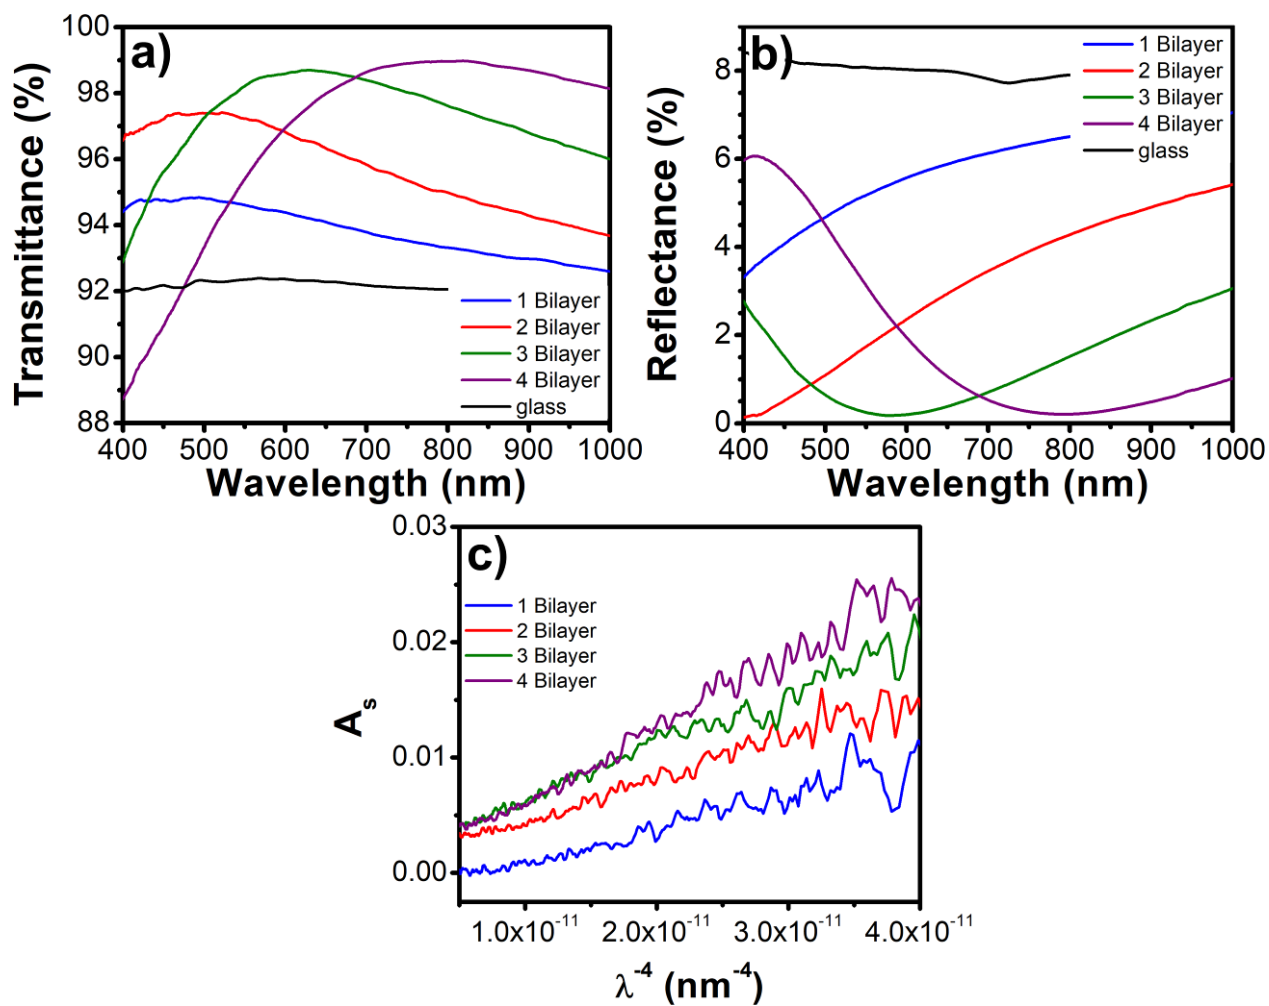 a)
Transmittance (%)
100
98
96
94
92
90
88
1 Bilayer
2 Bilayer
3 Bilayer
4 Bilayer
glass
400 500 600 700 800 900 1000
Wavelength (nm)
b)
Reflectance (%)
8
6
4
2
0
1 Bilayer
2 Bilayer
3 Bilayer
4 Bilayer
glass
400 500 600 700 800 900 1000
Wavelength (nm)
c)
As
0.03
0.02
0.01
0.00
1 Bilayer
2 Bilayer
3 Bilayer
4 Bilayer
1.0x10⁻¹¹ 2.0x10⁻¹¹ 3.0x10⁻¹¹ 4.0x10⁻¹¹
λ⁻⁴ (nm⁻⁴)